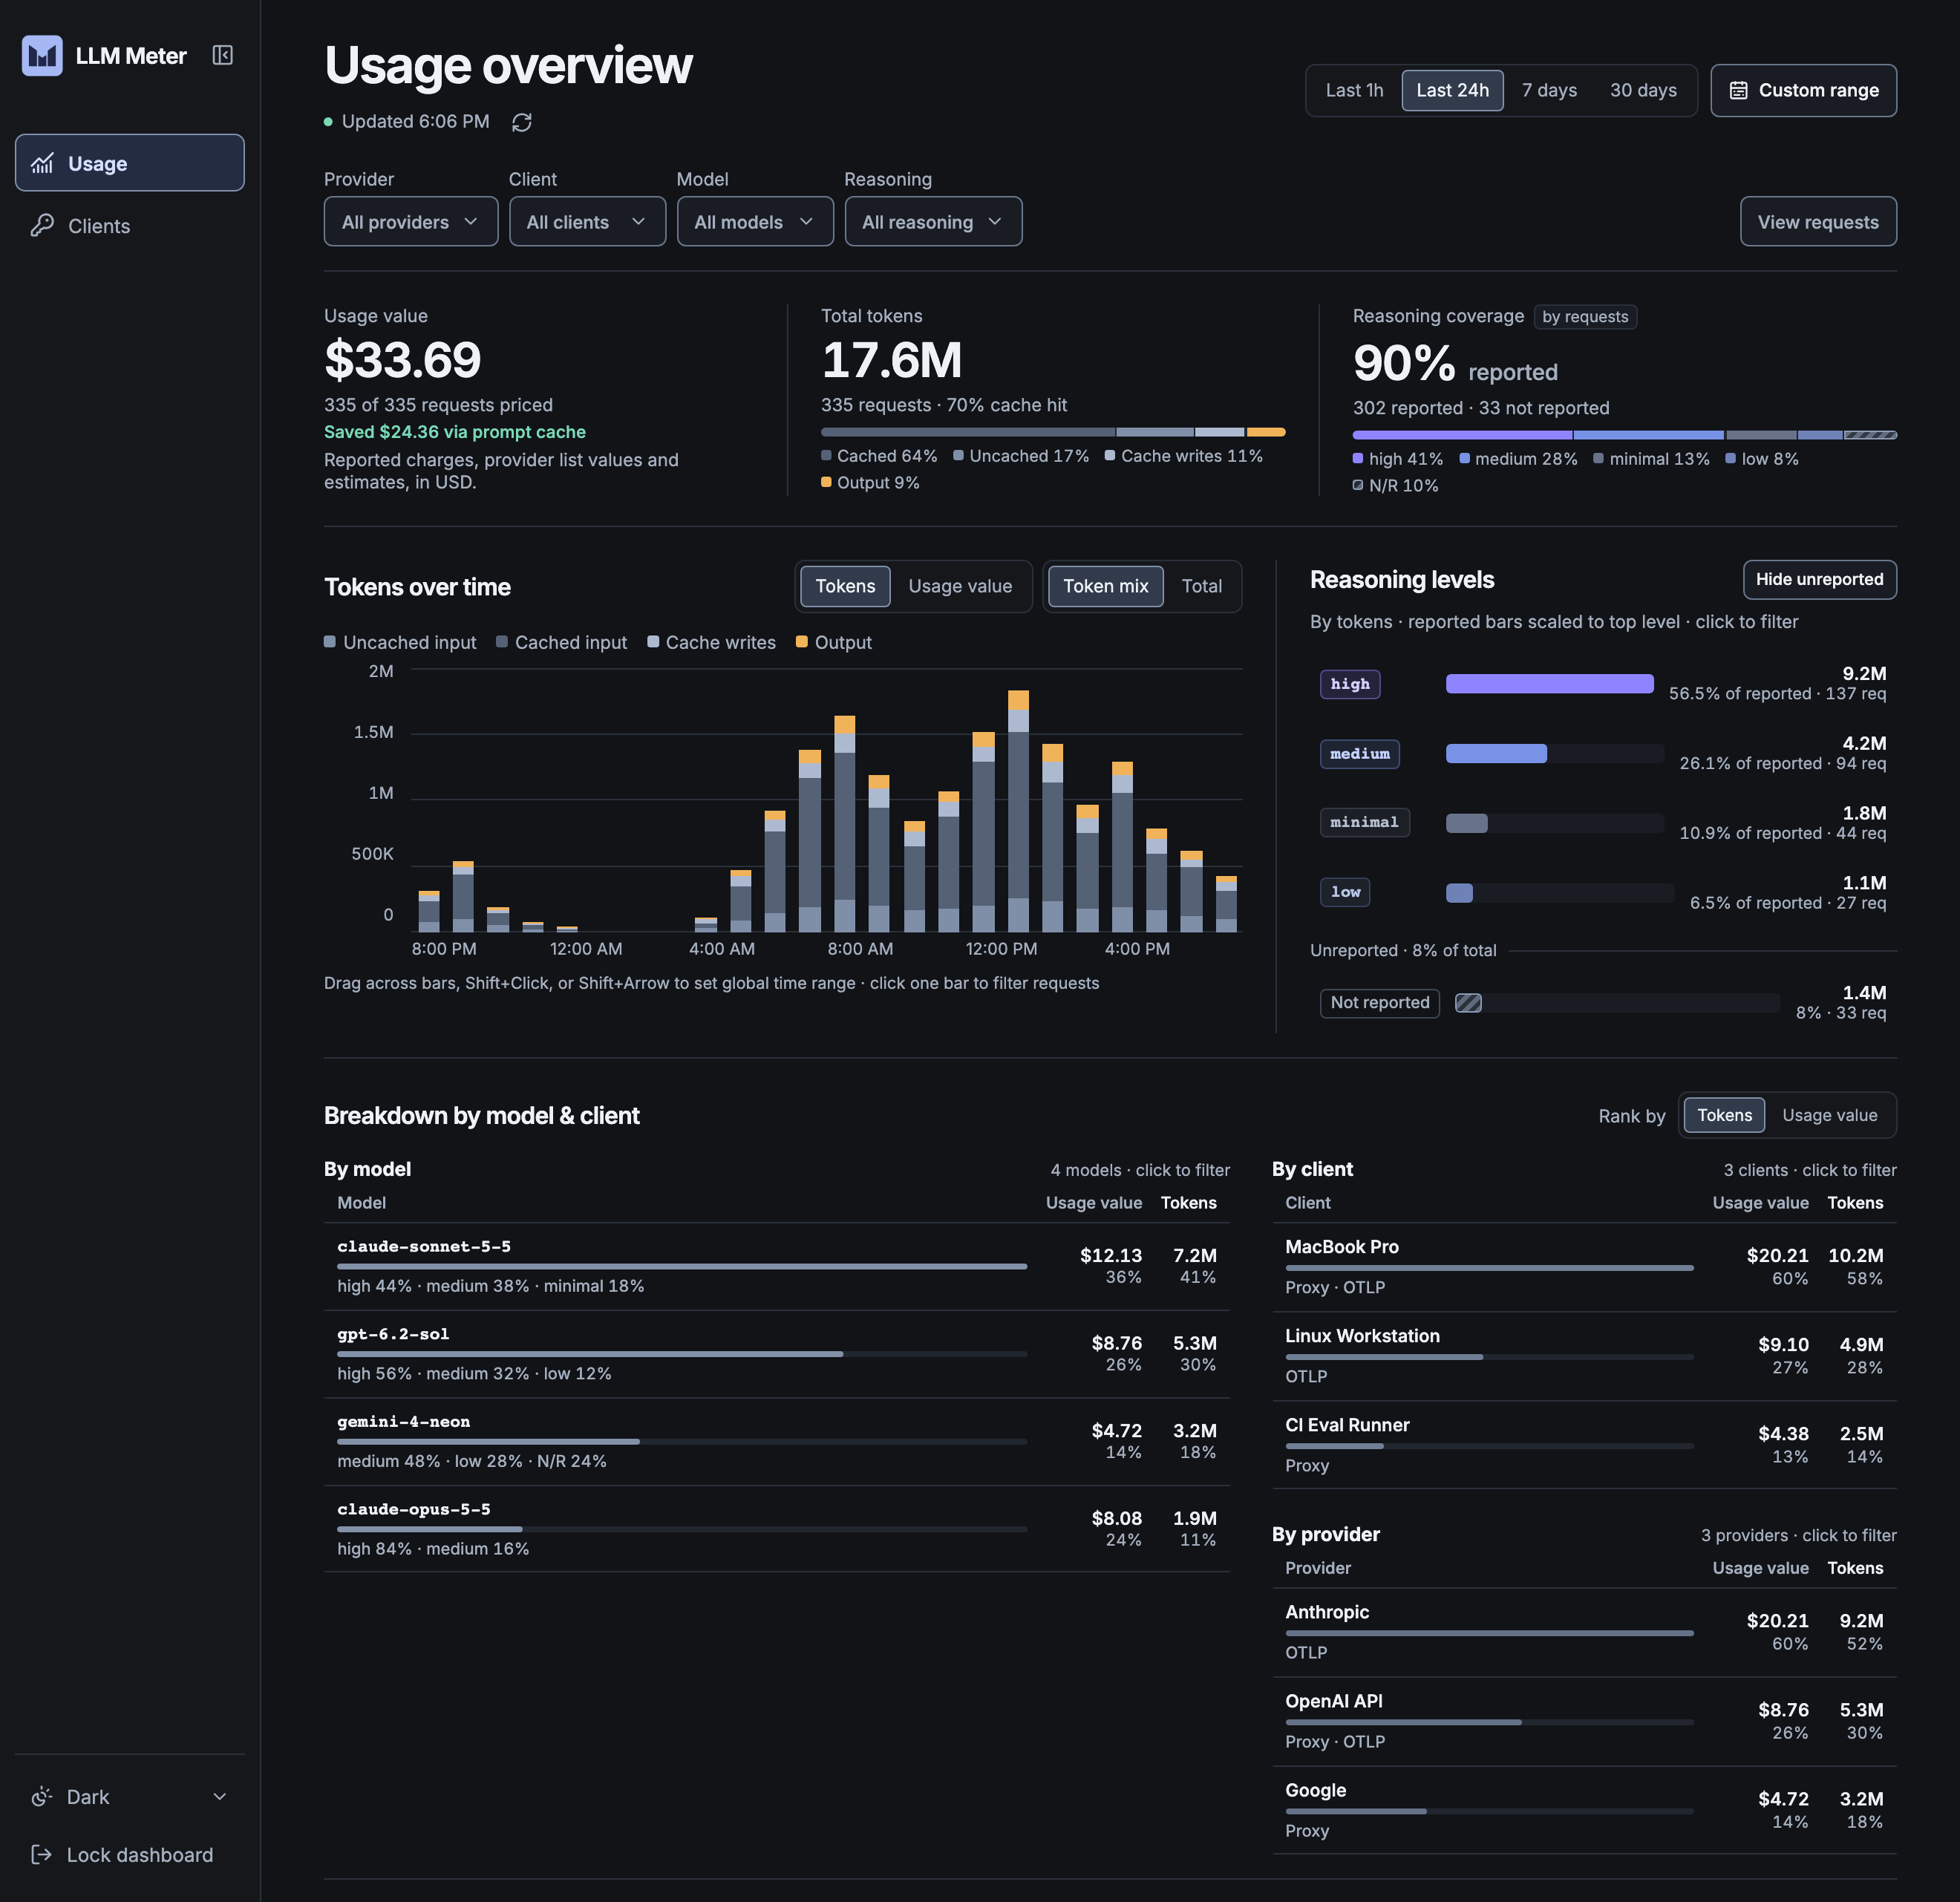 LLM Meter
Usage
Clients
Dark
Lock dashboard
Usage overview
Updated 6:06 PM
Last 1h Last 24h 7 days 30 days Custom range
Provider Client Model Reasoning
All providers All clients All models All reasoning View requests
Usage value
$33.69
335 of 335 requests priced
Saved $24.36 via prompt cache
Reported charges, provider list values and
estimates, in USD.
Total tokens
17.6M
335 requests · 70% cache hit
Cached 64% Uncached 17% Cache writes 11%
Output 9%
Reasoning coverage by requests
90% reported
302 reported · 33 not reported
high 41% medium 28% minimal 13% low 8%
N/R 10%
Tokens over time Tokens Usage value Token mix Total
Uncached input Cached input Cache writes Output
2M
1.5M
1M
500K
0
8:00 PM 12:00 AM 4:00 AM 8:00 AM 12:00 PM 4:00 PM
Drag across bars, Shift+Click, or Shift+Arrow to set global time range · click one bar to filter requests
Reasoning levels Hide unreported
By tokens · reported bars scaled to top level · click to filter
high 9.2M
56.5% of reported · 137 req
medium 4.2M
26.1% of reported · 94 req
minimal 1.8M
10.9% of reported · 44 req
low 1.1M
6.5% of reported · 27 req
Unreported · 8% of total
Not reported 1.4M
8% · 33 req
Breakdown by model & client Rank by Tokens Usage value
By model 4 models · click to filter
Model Usage value Tokens
claude-sonnet-5-5 $12.13 7.2M
36% 41%
high 44% · medium 38% · minimal 18%
gpt-6.2-sol $8.76 5.3M
26% 30%
high 56% · medium 32% · low 12%
gemini-4-neon $4.72 3.2M
14% 18%
medium 48% · low 28% · N/R 24%
claude-opus-5-5 $8.08 1.9M
24% 11%
high 84% · medium 16%
By client 3 clients · click to filter
Client Usage value Tokens
MacBook Pro $20.21 10.2M
60% 58%
Proxy · OTLP
Linux Workstation $9.10 4.9M
27% 28%
OTLP
CI Eval Runner $4.38 2.5M
13% 14%
Proxy
By provider 3 providers · click to filter
Provider Usage value Tokens
Anthropic $20.21 9.2M
60% 52%
OTLP
OpenAI API $8.76 5.3M
26% 30%
Proxy · OTLP
Google $4.72 3.2M
14% 18%
Proxy